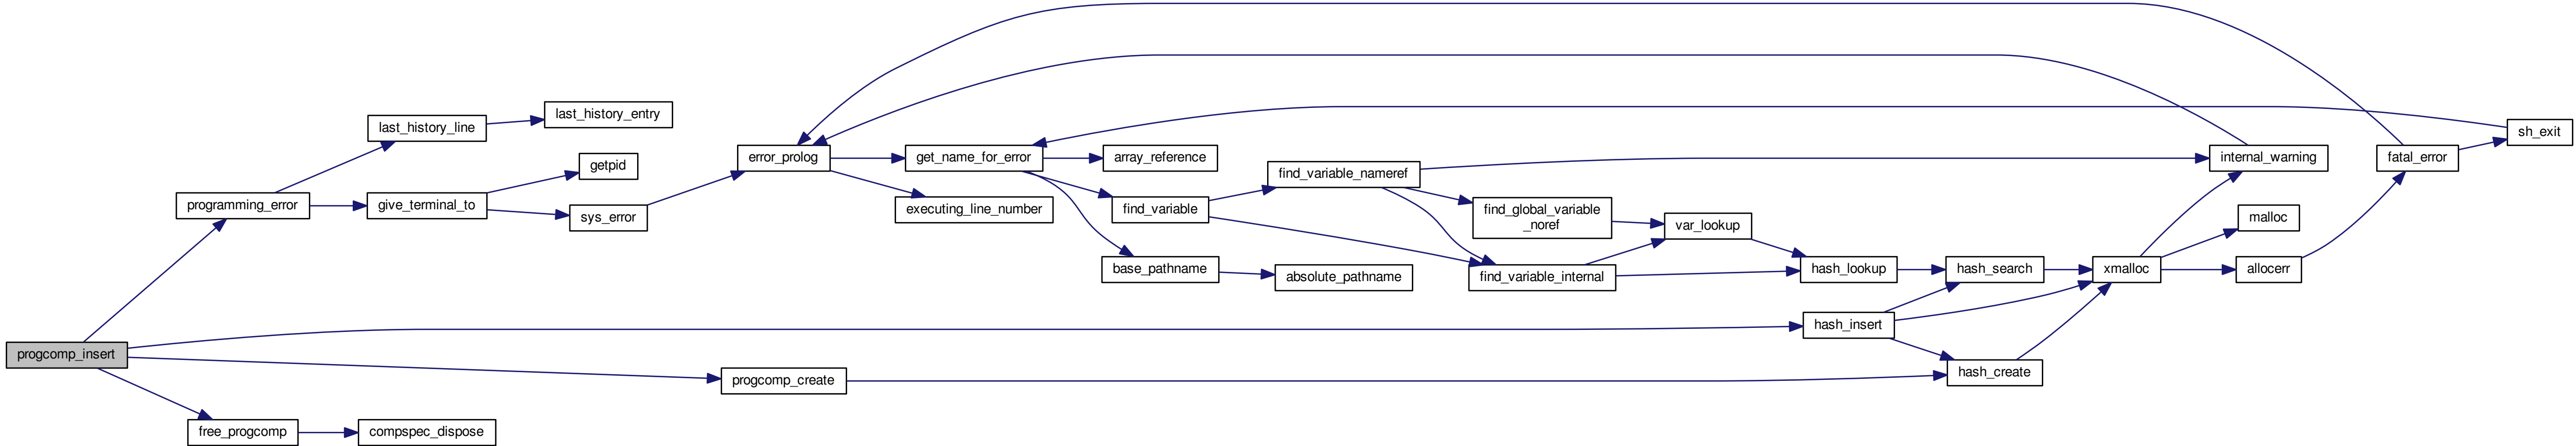 progcomp_insert
programming_error
free_progcomp
last_history_line
give_terminal_to
compspec_dispose
last_history_entry
getpid
sys_error
error_prolog
progcomp_create
get_name_for_error
executing_line_number
array_reference
find_variable
base_pathname
find_variable_nameref
absolute_pathname
find_global_variable
_noref
find_variable_internal
var_lookup
hash_lookup
hash_insert
hash_search
hash_create
xmalloc
internal_warning
malloc
allocerr
fatal_error
sh_exit